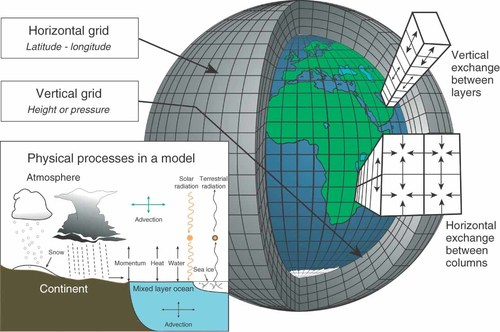 Horizontal grid
Latitude - longitude
Vertical grid
Height or pressure
Vertical
exchange
between
layers
Horizontal
exchange
between
columns
Physical processes in a model
Atmosphere
Solar
radiation
Terrestrial
radiation
Advection
Snow
Momentum
Heat
Water
Sea ice
Continent
Mixed layer ocean
Advection